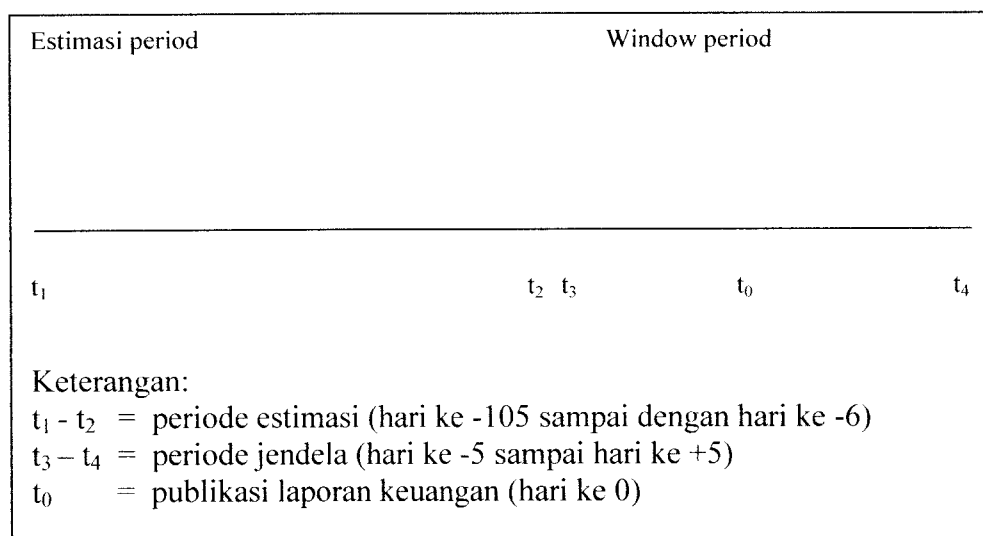 Estimasi period Window period
t₁ t₂ t₃ t₀ t₄
Keterangan:
t₁ - t₂ = periode estimasi (hari ke -105 sampai dengan hari ke -6)
t₃ – t₄ = periode jendela (hari ke -5 sampai hari ke +5)
t₀ = publikasi laporan keuangan (hari ke 0)